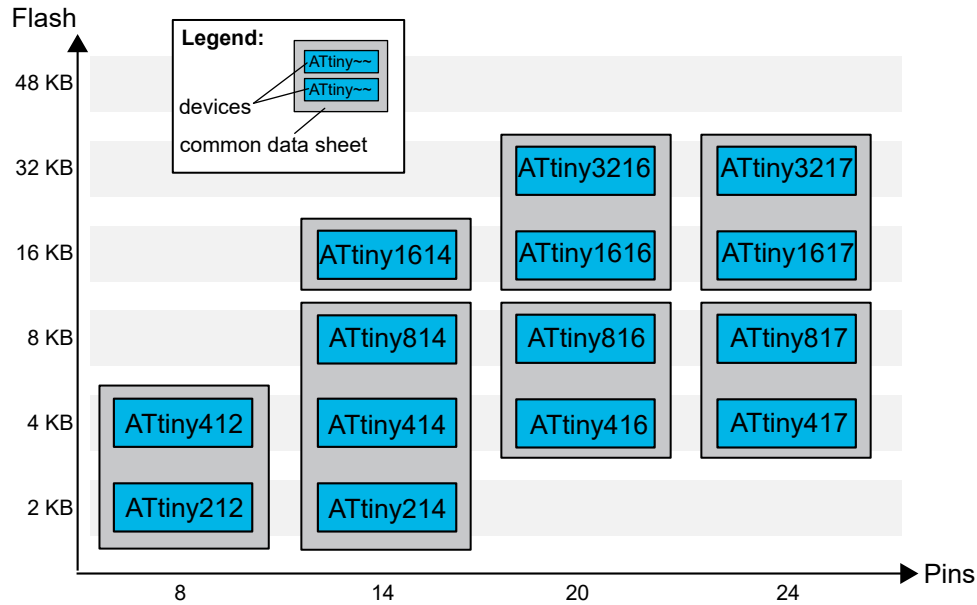 Flash
Legend:
ATtiny~~
ATtiny~~
devices
common data sheet
48 KB
32 KB
ATtiny3216
ATtiny3217
16 KB
ATtiny1614
ATtiny1616
ATtiny1617
8 KB
ATtiny814
ATtiny816
ATtiny817
4 KB
ATtiny412
ATtiny414
ATtiny416
ATtiny417
2 KB
ATtiny212
ATtiny214
8
14
20
24
Pins